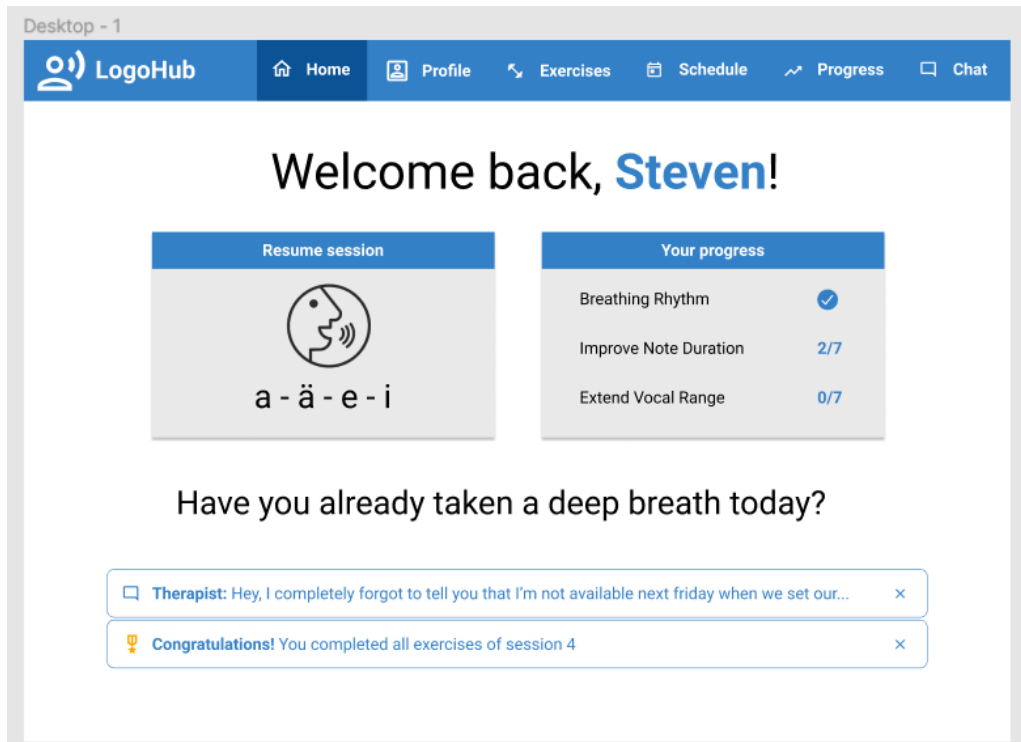 Desktop - 1
LogoHub
Home
Profile
Exercises
Schedule
Progress
Chat
Welcome back, Steven!
Resume session
a - ä - e - i
Your progress
Breathing Rhythm
Improve Note Duration 2/7
Extend Vocal Range 0/7
Have you already taken a deep breath today?
Therapist: Hey, I completely forgot to tell you that I'm not available next friday when we set our...
Congratulations! You completed all exercises of session 4